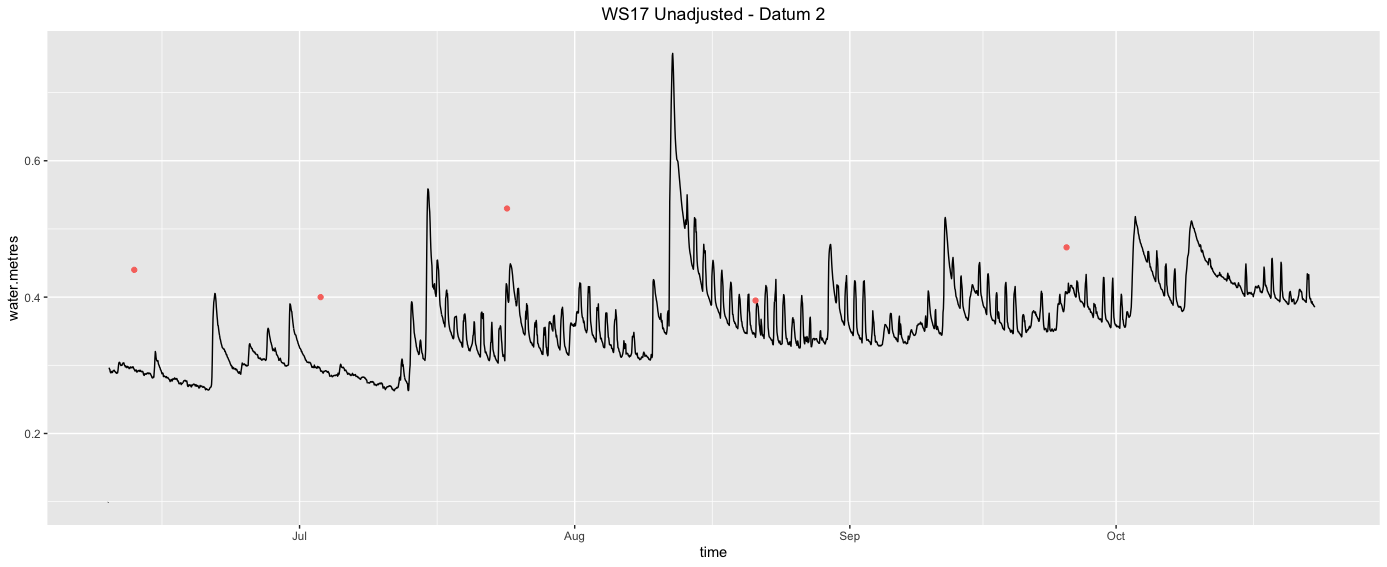 WS17 Unadjusted - Datum 2
water.metres
0.6
0.4
0.2
Jul
Aug
Sep
Oct
time